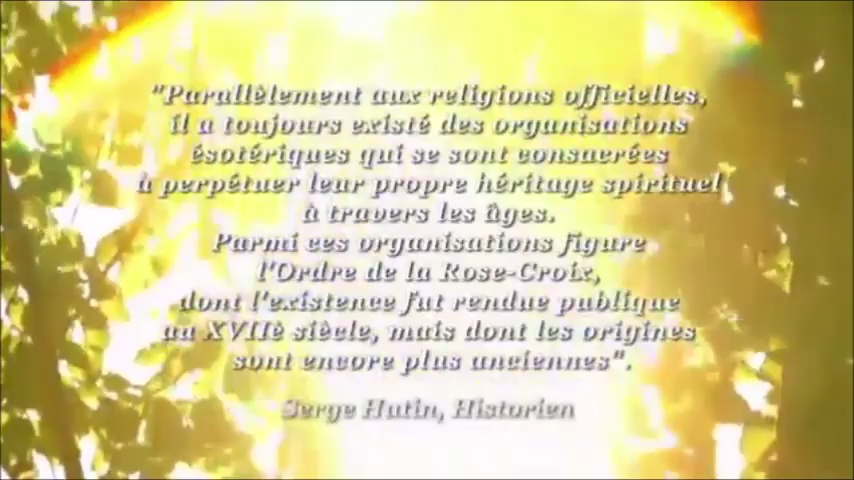 "Parallèlement aux religions officielles,
il a toujours existé des organisations
ésotériques qui se sont consacrées
à perpétuer leur propre héritage spirituel
à travers les âges.
Parmi ces organisations figure
l'Ordre de la Rose-Croix,
dont l'existence fut rendue publique
au XVIIè siècle, mais dont les origines
sont encore plus anciennes".
Serge Hutin, Historien